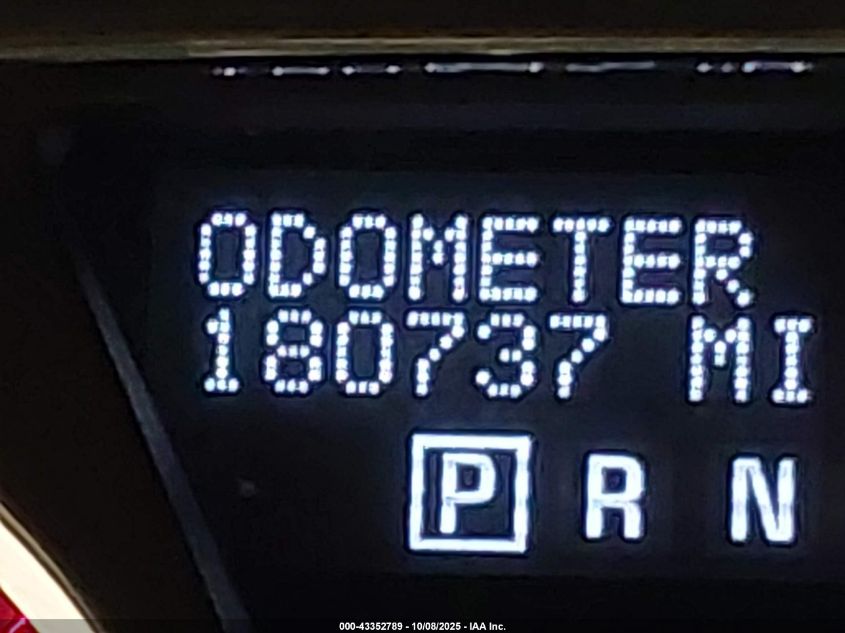 ODOMETER
180737 MI
P R N
000-43352789 - 10/08/2025 - IAA Inc.